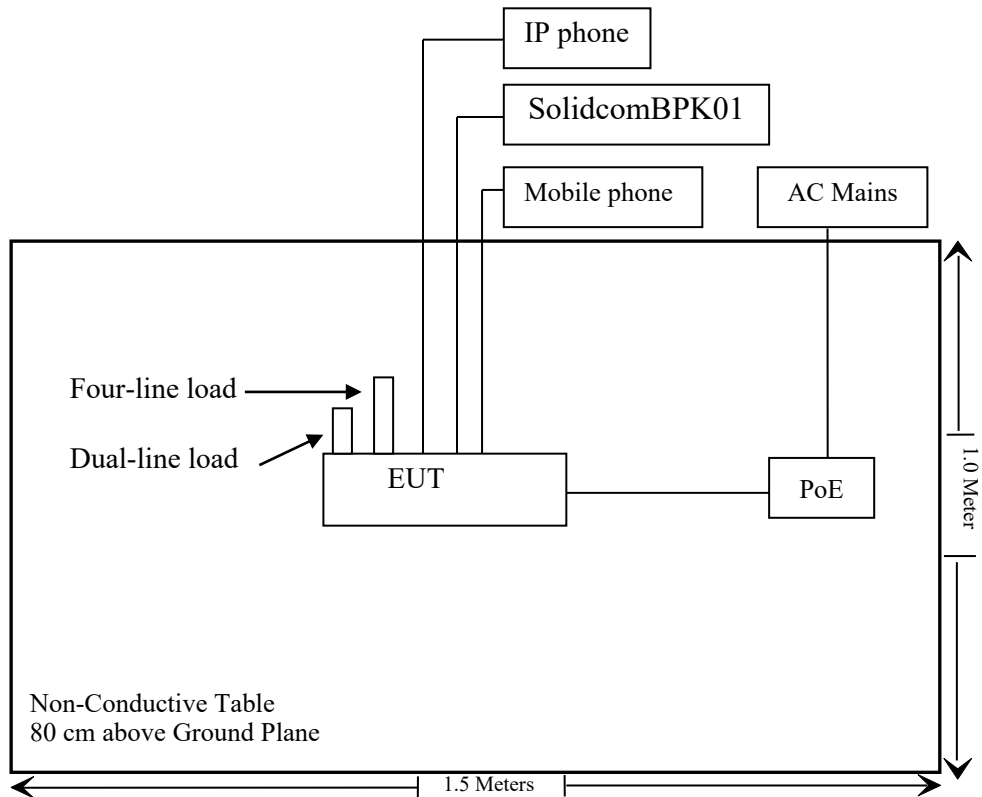 IP phone
SolidcomBPK01
Mobile phone
AC Mains
Four-line load
Dual-line load
EUT
PoE
1.0 Meter
Non-Conductive Table
80 cm above Ground Plane
1.5 Meters